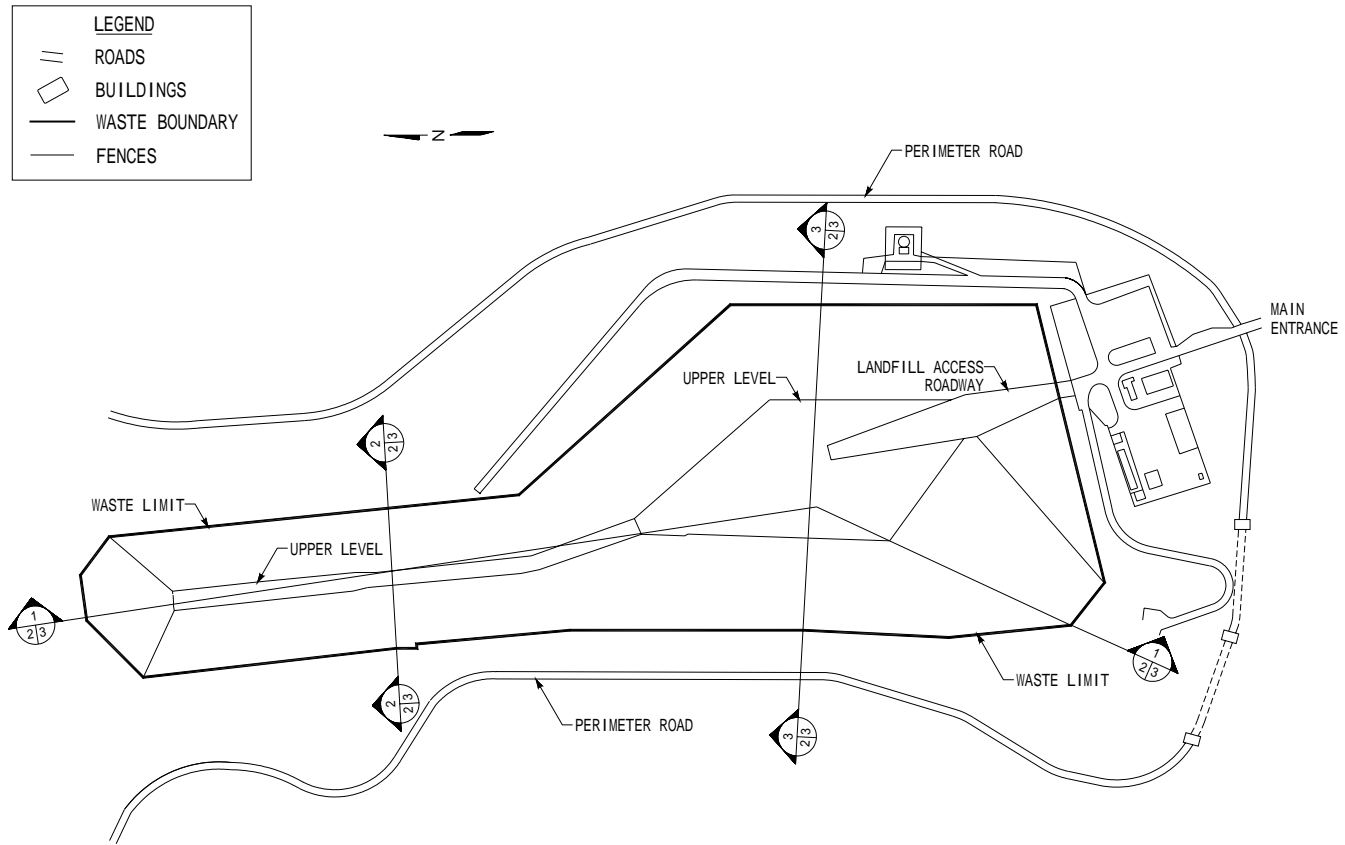 LEGEND
ROADS
BUILDINGS
WASTE BOUNDARY
FENCES
N
PERIMETER ROAD
3
2 3
MAIN
ENTRANCE
LANDFILL ACCESS
ROADWAY
UPPER LEVEL
2
2 3
WASTE LIMIT
UPPER LEVEL
1
2 3
1
2 3
WASTE LIMIT
2
2 3
PERIMETER ROAD
3
2 3